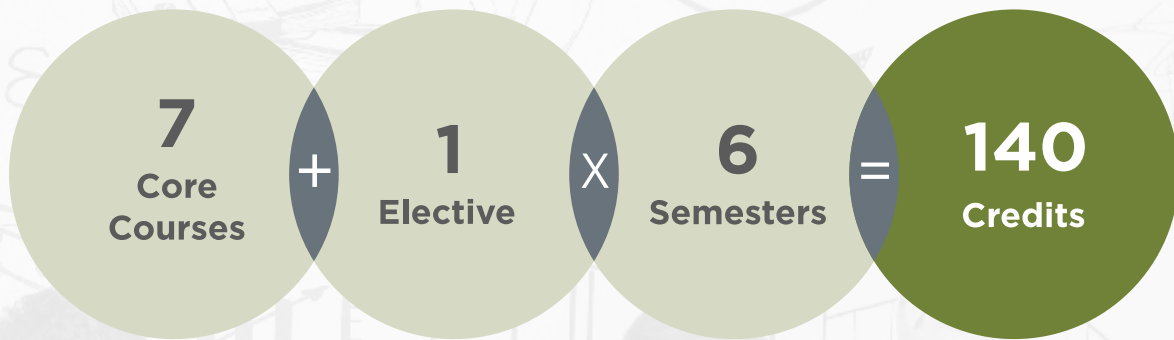 7
Core
Courses
+
1
Elective
X
6
Semesters
=
140
Credits